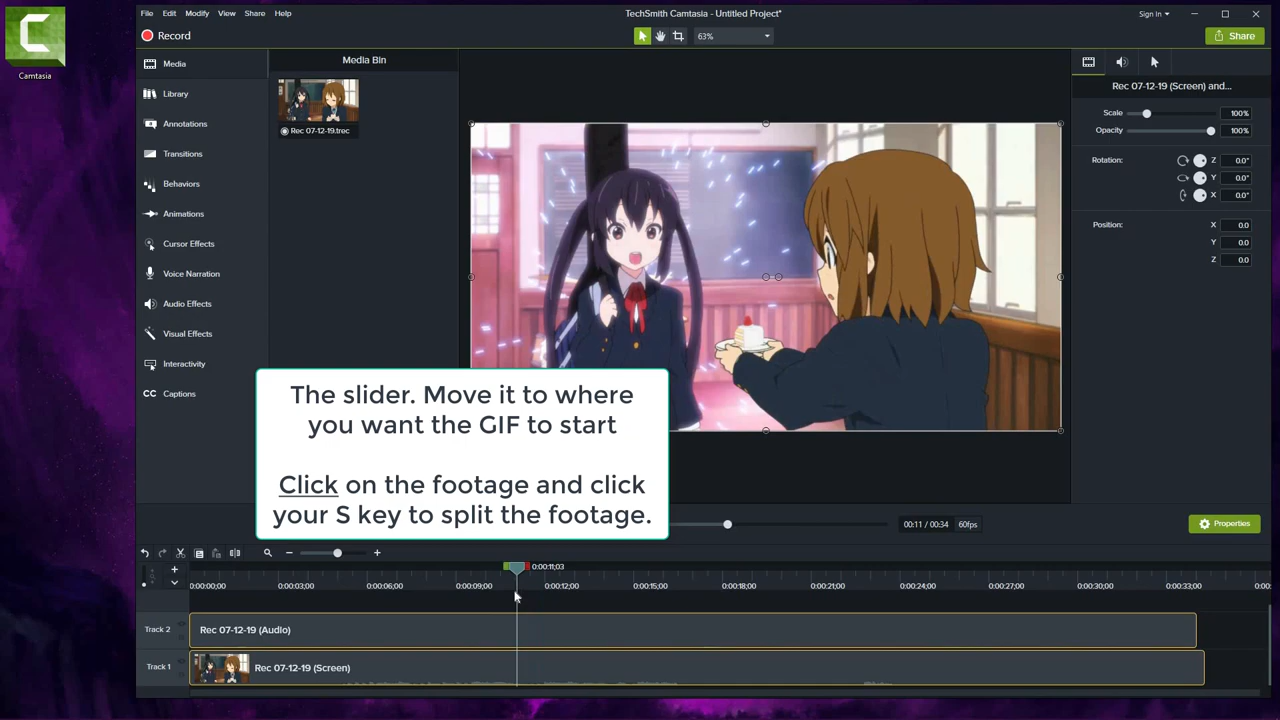 Camtasia
File Edit Modify View Share Help
TechSmith Camtasia - Untitled Project*
Sign In
Record
63%
Share
Media
Library
Annotations
Transitions
Behaviors
Animations
Cursor Effects
Voice Narration
Audio Effects
Visual Effects
Interactivity
CC Captions
Media Bin
Rec 07-12-19.trec
Rec 07-12-19 (Screen) and...
Scale 100%
Opacity 100%
Rotation: Z 0.0°
Y 0.0°
X 0.0°
Position: X 0.0
Y 0.0
Z 0.0
The slider. Move it to where
you want the GIF to start
Click on the footage and click
your S key to split the footage.
00:11 / 00:34 60fps
Properties
0:00:11;03
0:00:00;00 0:00:03;00 0:00:06;00 0:00:09;00 0:00:12;00 0:00:15;00 0:00:18;00 0:00:21;00 0:00:24;00 0:00:27;00 0:00:30;00 0:00:33;00
Track 2
Rec 07-12-19 (Audio)
Track 1
Rec 07-12-19 (Screen)